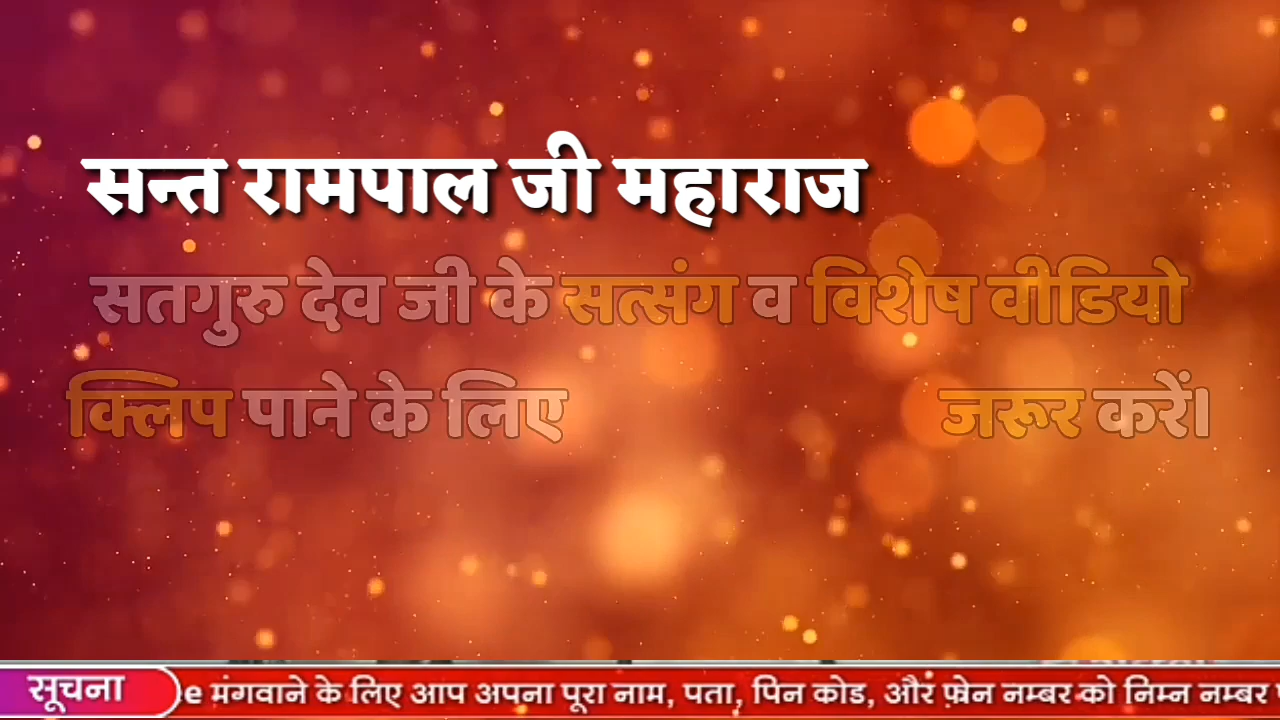 सन्त रामपाल जी महाराज
सतगुरु देव जी के सत्संग व विशेष वीडियो
क्लिप पाने के लिए जरूर करें।
सूचना
मंगवाने के लिए आप अपना पूरा नाम, पता, पिन कोड, और फ़ोन नम्बर को निम्न नम्बर